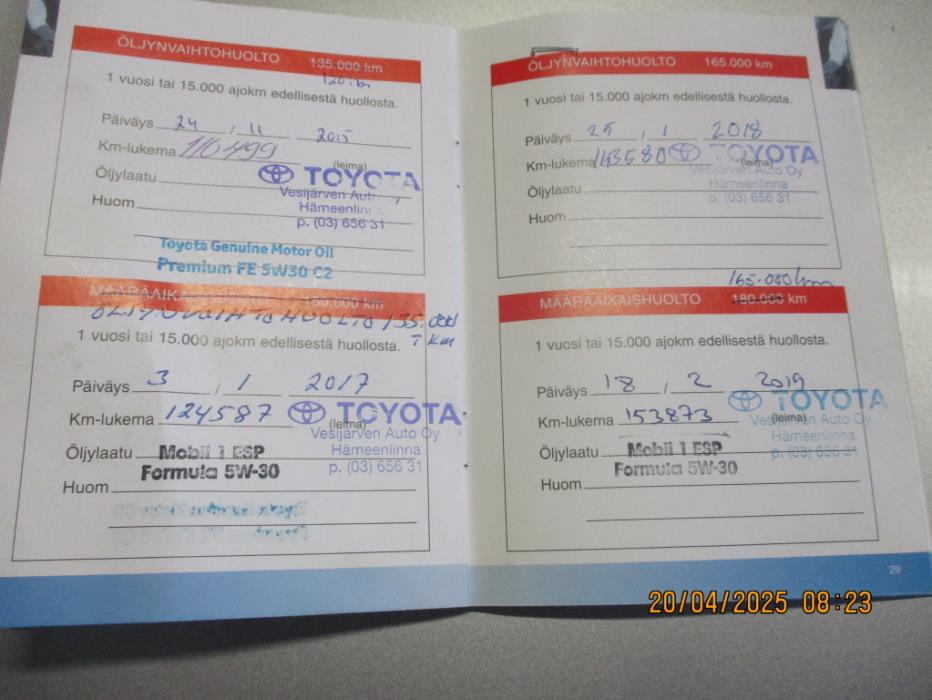 ÖLJYNVAIHTOHUOLTO 135.000 km
1 vuosi tai 15.000 ajokm edellisestä huollosta.
Päiväys 24 / 11 2015
Km-lukema 110499
(leima)
TOYOTA
Öljylaatu
Vesijärven Auto
Hämeenlinna
Huom
p. (03) 656 31
Toyota Genuine Motor Oil
Premium FE 5W30 C2
150.000 km
ÖLJYNVAIHTOHUOLTO 135.000
1 vuosi tai 15.000 ajokm edellisestä huollosta. T km
Päiväys 3 / 1 2017
Km-lukema 124587
TOYOTA
(leima)
Vesijärven Auto Oy
Öljylaatu Mobil 1 ESP
Hämeenlinna
Formula 5W-30
p. (03) 656 31
Huom
ÖLJYNVAIHTOHUOLTO 165.000 km
1 vuosi tai 15.000 ajokm edellisestä huollosta.
Päiväys 25 / 1 2018
Km-lukema 143580
(leima)
TOYOTA
Vesijärven Auto Oy
Öljylaatu
Hämeenlinna
p. (03) 656 31
Huom
165.000 km
MÄÄRÄAIKAISHUOLTO 180.000 km
1 vuosi tai 15.000 ajokm edellisestä huollosta.
Päiväys 18 / 2 2019
TOYOTA
Km-lukema 153873
(leima)
Vesijärven Auto Oy
Hämeenlinna
Öljylaatu Mobil 1 ESP
p. (03) 656 31
Formula 5W-30
Huom
29
20/04/2025 08:23